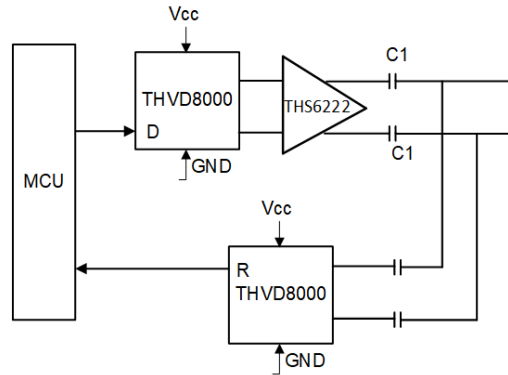 Vcc
C1
THVD8000
THS6222
D
C1
GND
MCU
Vcc
R
THVD8000
GND